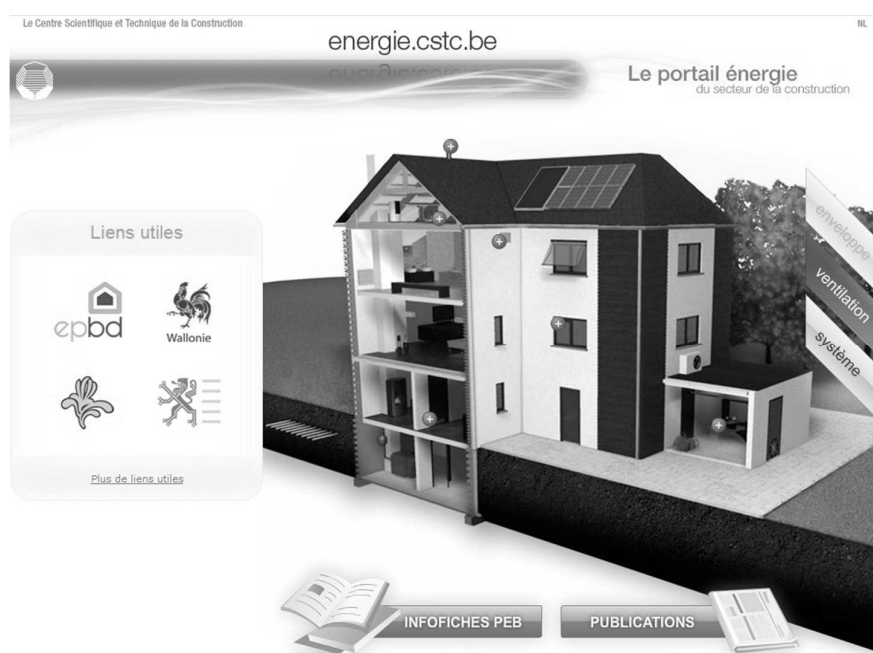 Le Centre Scientifique et Technique de la Construction
NL
energie.cstc.be
Le portail énergie
du secteur de la construction
Liens utiles
epbd
Wallonie
Plus de liens utiles
enveloppe
ventilation
système
INFOFICHES PEB
PUBLICATIONS